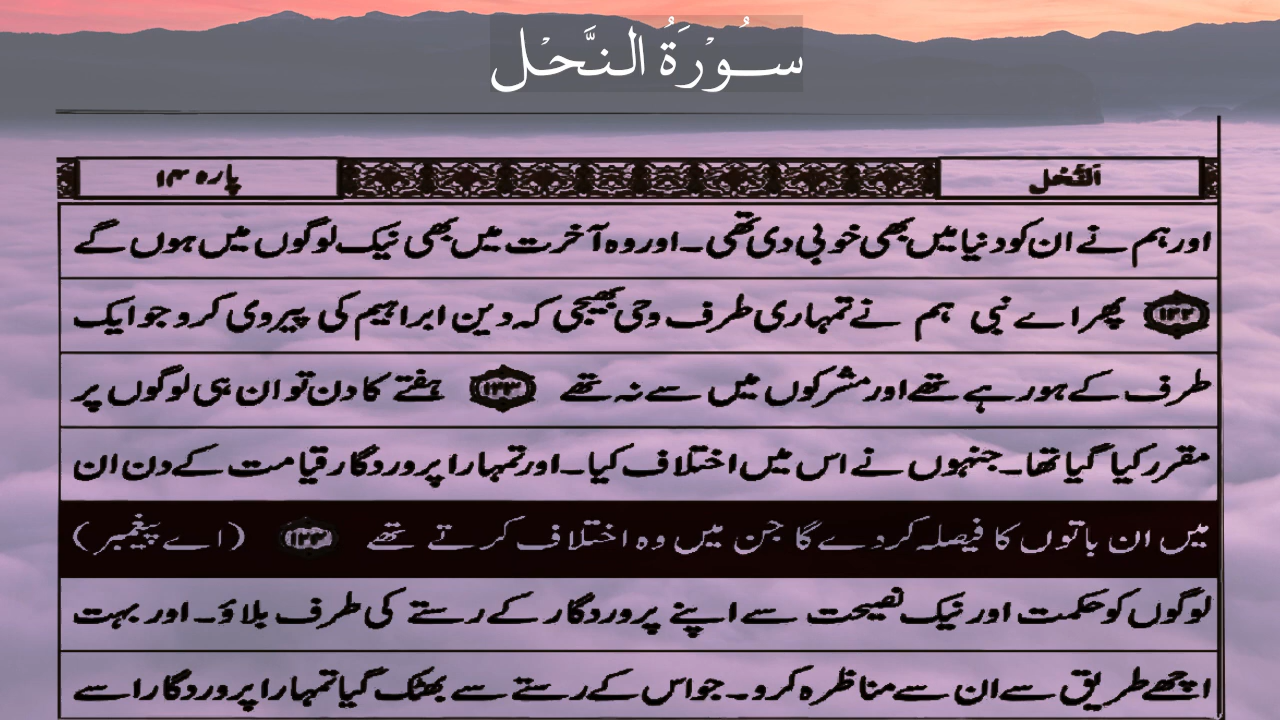 سُوْرَةُ النَّحْل
اَلنَّحْل
پارہ ۱۴
اور ہم نے ان کو دنیا میں بھی خوبی دی تھی ۔ اور وہ آخرت میں بھی نیک لوگوں میں ہوں گے
۱۲۲ پھر اے نبی ہم نے تمہاری طرف وحی بھیجی کہ دین ابراہیم کی پیروی کرو جو ایک
طرف کے ہو رہے تھے اور مشرکوں میں سے نہ تھے ۱۲۳ ہفتے کا دن تو ان ہی لوگوں پر
مقرر کیا گیا تھا۔ جنہوں نے اس میں اختلاف کیا۔ اور تمہارا پروردگار قیامت کے دن ان
میں ان باتوں کا فیصلہ کر دے گا جن میں وہ اختلاف کرتے تھے ۱۲۴ (اے پیغمبر)
لوگوں کو حکمت اور نیک نصیحت سے اپنے پروردگار کے رستے کی طرف بلاؤ۔ اور بہت
اچھے طریق سے ان سے مناظرہ کرو۔ جو اس کے رستے سے بھٹک گیا تمہارا پروردگار اسے